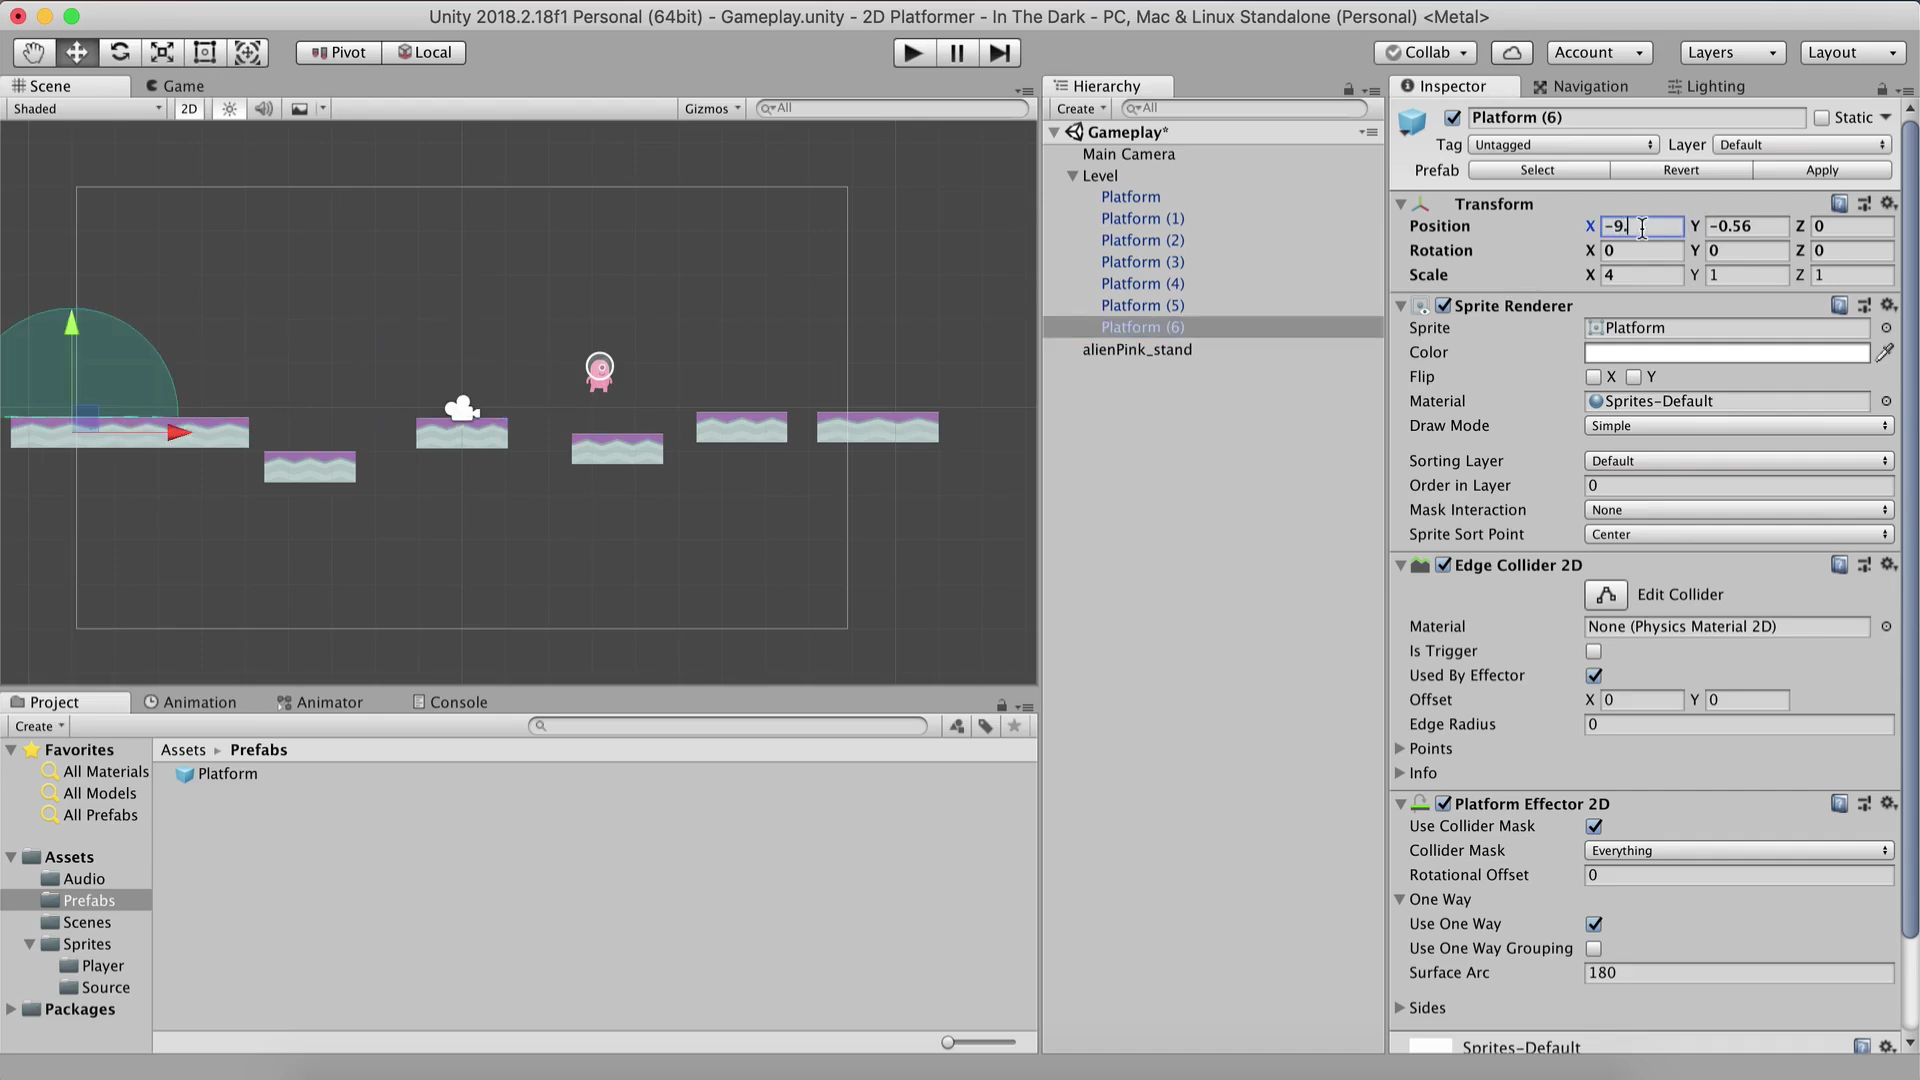 Unity 2018.2.18f1 Personal (64bit) - Gameplay.unity - 2D Platformer - In The Dark - PC, Mac & Linux Standalone (Personal) <Metal>
Pivot Local Collab Account Layers Layout
Scene Game
Shaded 2D Gizmos All
Hierarchy
Create All
Gameplay*
Main Camera
Level
Platform
Platform (1)
Platform (2)
Platform (3)
Platform (4)
Platform (5)
Platform (6)
alienPink_stand
Inspector Navigation Lighting
Platform (6) Static
Tag Untagged Layer Default
Prefab Select Revert Apply
Transform
Position X -9. Y -0.56 Z 0
Rotation X 0 Y 0 Z 0
Scale X 4 Y 1 Z 1
Sprite Renderer
Sprite Platform
Color
Flip X Y
Material Sprites-Default
Draw Mode Simple
Sorting Layer Default
Order in Layer 0
Mask Interaction None
Sprite Sort Point Center
Edge Collider 2D
Edit Collider
Material None (Physics Material 2D)
Is Trigger
Used By Effector
Offset X 0 Y 0
Edge Radius 0
Points
Info
Platform Effector 2D
Use Collider Mask
Collider Mask Everything
Rotational Offset 0
One Way
Use One Way
Use One Way Grouping
Surface Arc 180
Sides
Sprites-Default
Project Animation Animator Console
Create
Favorites
All Materials
All Models
All Prefabs
Assets
Audio
Prefabs
Scenes
Sprites
Player
Source
Packages
Assets Prefabs
Platform